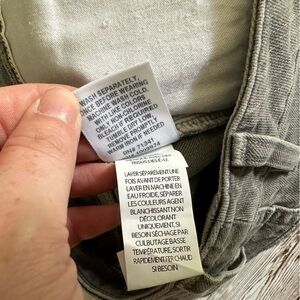 WASH SEPARATELY,
ONCE BEFORE WEARING
MACHINE WASH COLD,
WITH LIKE COLORS
ONLY NON-CHLORINE
BLEACH IF NEEDED
TUMBLE DRY LOW,
REMOVE PROMPTLY
WARM IRON IF NEEDED
LAVER SÉPARÉMENT UNE
FOIS AVANT DE PORTER
LAVER EN MACHINE EN
EAU FROIDE, SÉPARER
LES COULEURS AGENT
BLANCHISSANT NON
DÉCOLORANT
UNIQUEMENT, SI
BESOIN SÉCHAGE PAR
CULBUTAGE BASSE
TEMPÉRATURE, SORTIR
RAPIDEMENT FER CHAUD
SI BESOIN